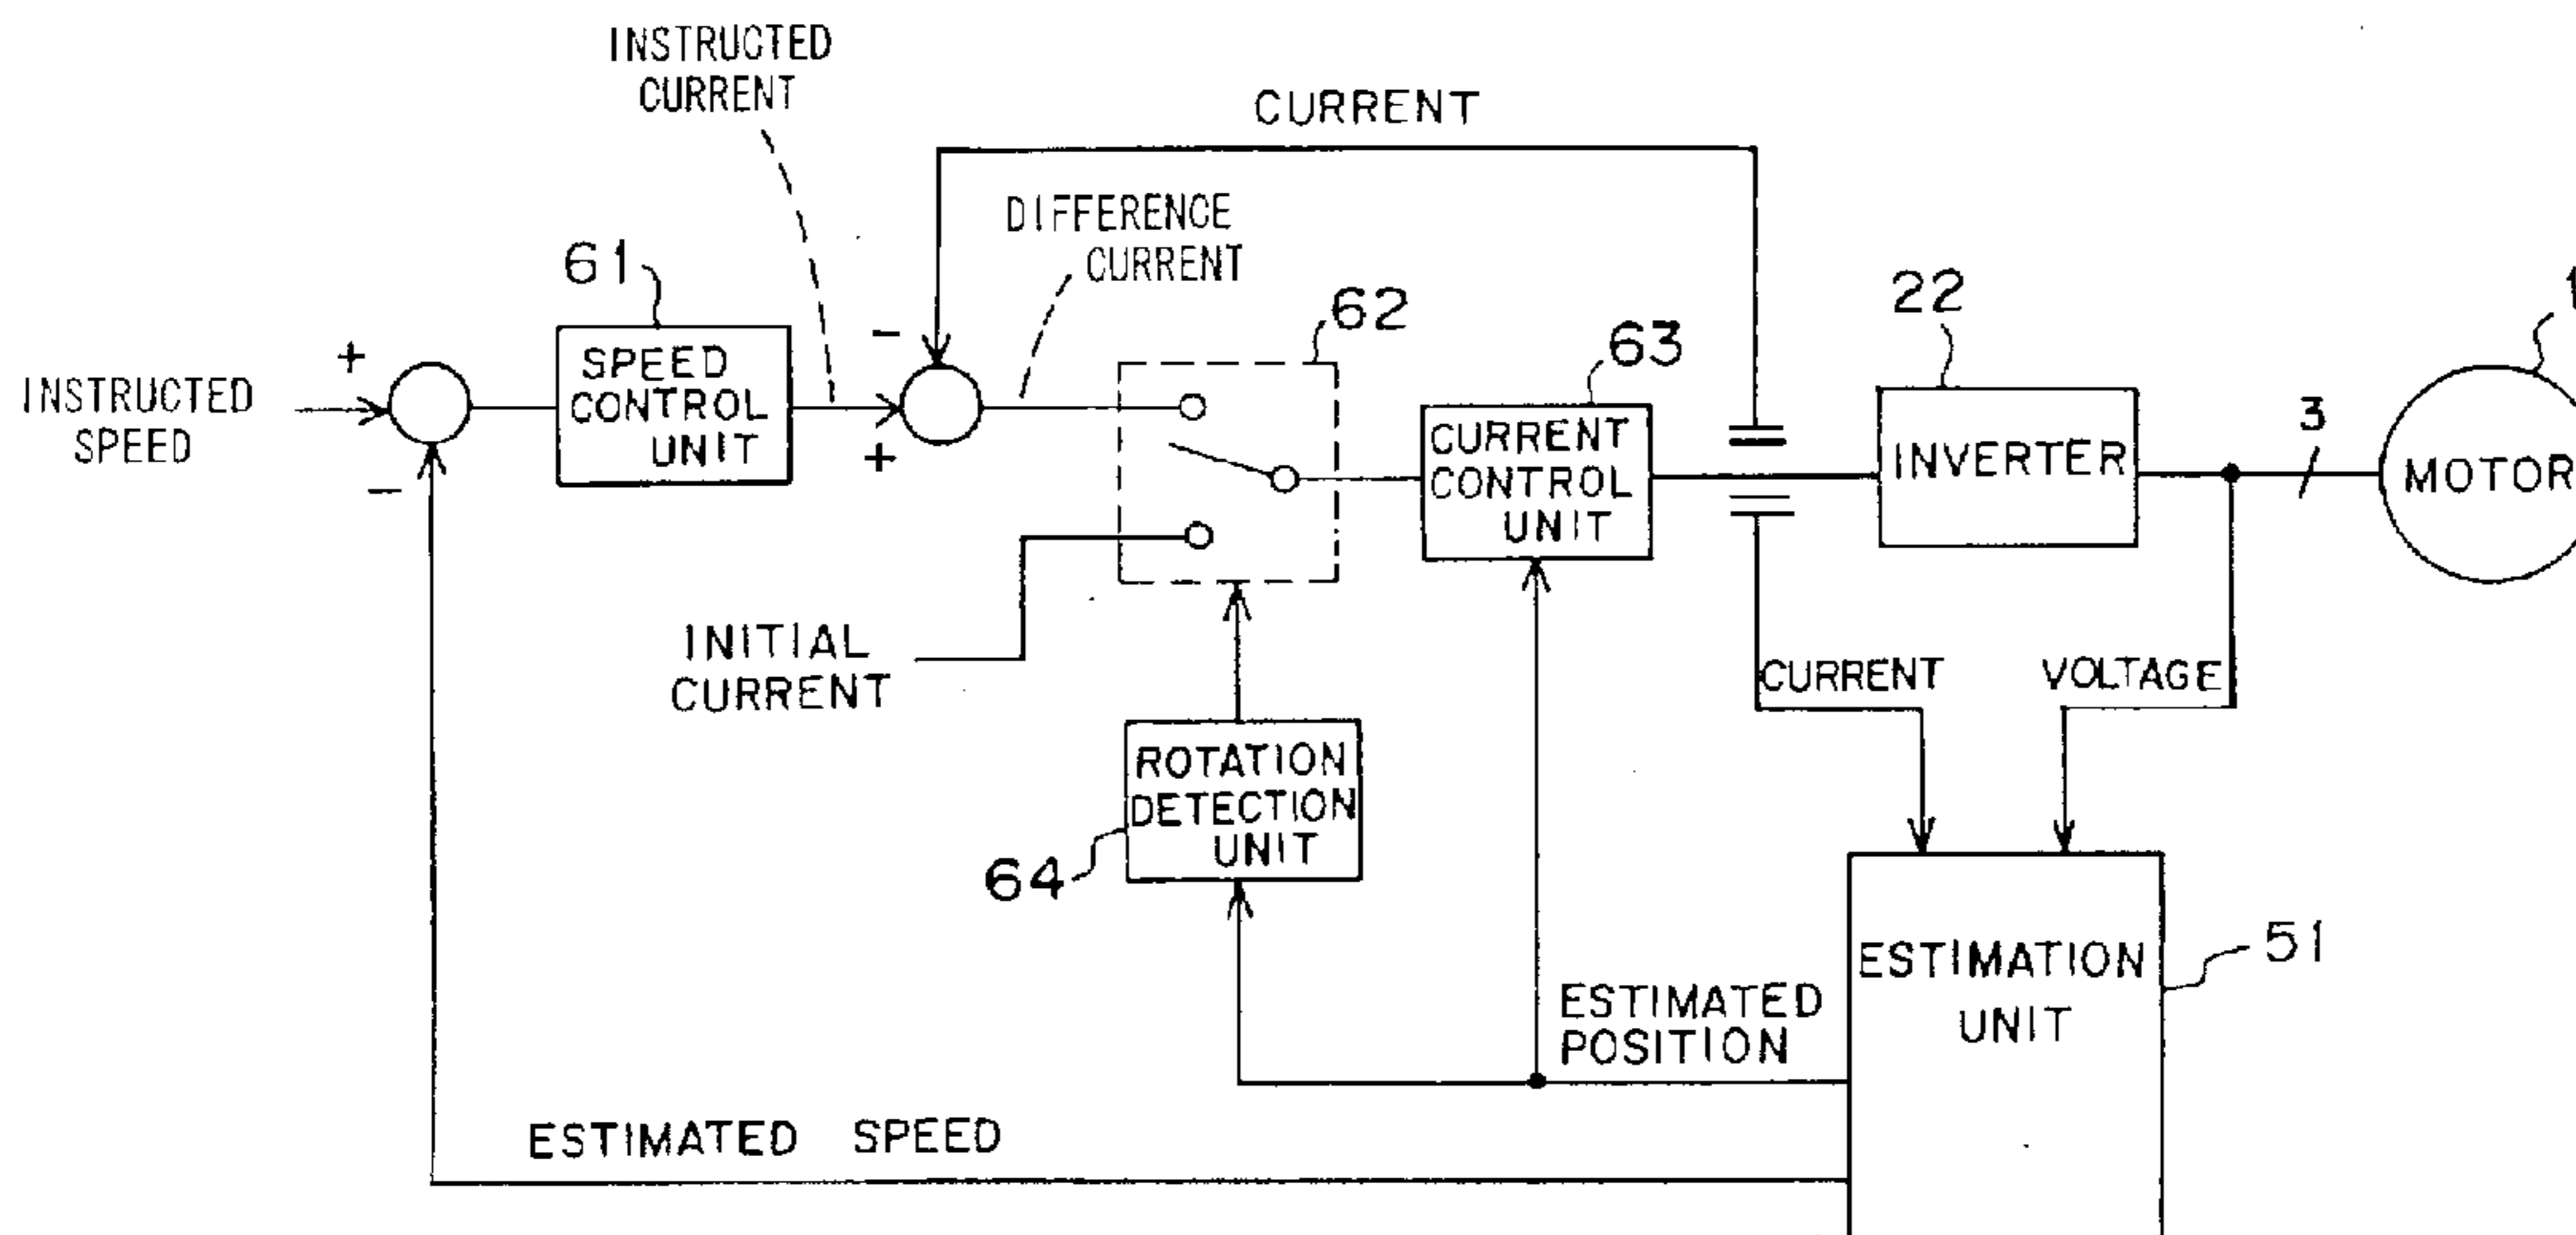 INSTRUCTED
CURRENT
CURRENT
DIFFERENCE
CURRENT
61
62
63
22
1
+
-
SPEED
CONTROL
UNIT
INSTRUCTED
SPEED
-
+
CURRENT
CONTROL
UNIT
INVERTER
3
MOTOR
INITIAL
CURRENT
CURRENT
VOLTAGE
ROTATION
DETECTION
UNIT
64
ESTIMATION
UNIT
51
ESTIMATED
POSITION
ESTIMATED SPEED